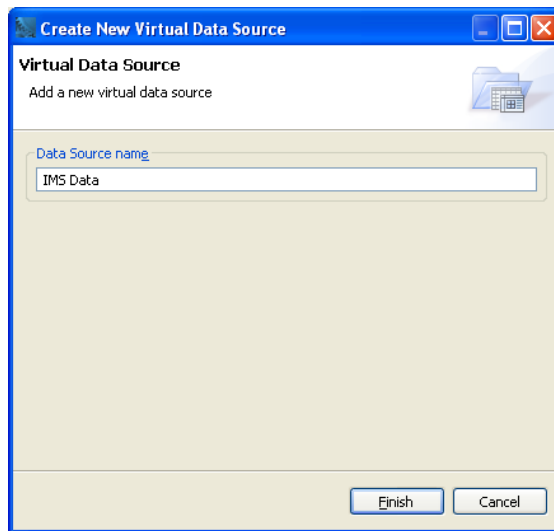 Create New Virtual Data Source
Virtual Data Source
Add a new virtual data source
Data Source name
IMS Data
Finish
Cancel